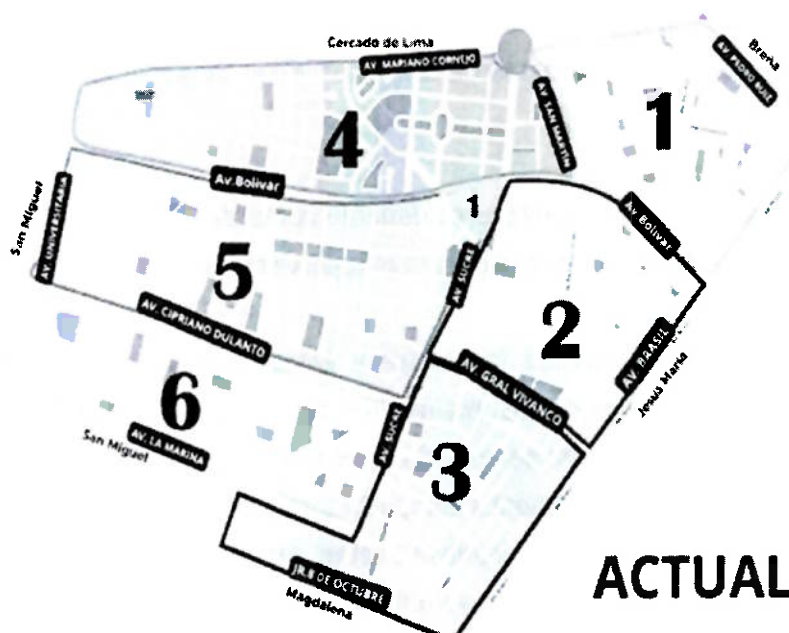 Cercado de Lima
AV. MARIANO CORNEJO
Breña
AV. PEDRO RUIZ
AV. SAN MARTIN
1
4
Av. Bolivar
San Miguel
AV. UNIVERSITARIA
Av Bolivar
5
AV. SUCRE
2
AV. CIPRIANO DULANTO
AV. BRASIL
Jesus Maria
AV. GRAL VIVANCO
6
AV. SUCRE
San Miguel
AV. LA MARINA
3
JR. 8 DE OCTUBRE
Magdalena
ACTUAL